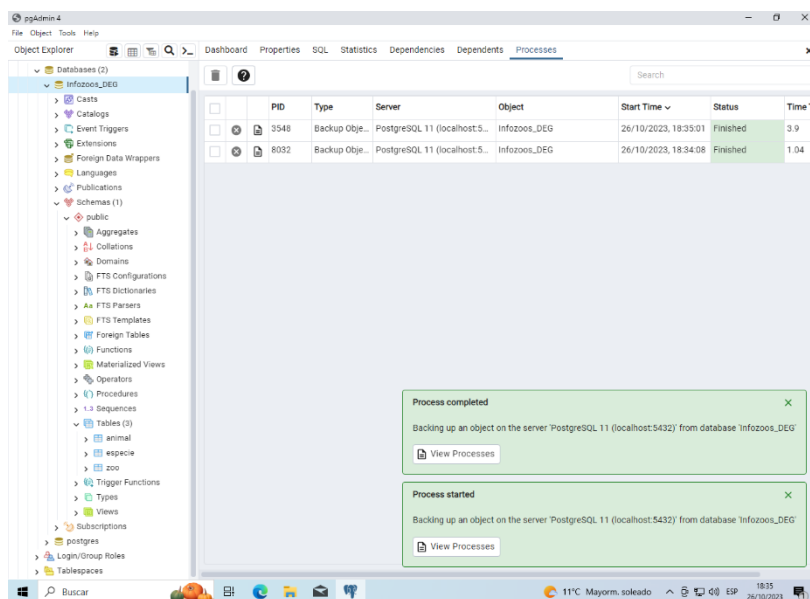 pgAdmin 4
File Object Tools Help
Object Explorer
Dashboard Properties SQL Statistics Dependencies Dependents Processes
Databases (2)
Infozoos_DEG
Casts
Catalogs
Event Triggers
Extensions
Foreign Data Wrappers
Languages
Publications
Schemas (1)
public
Aggregates
Collations
Domains
FTS Configurations
FTS Dictionaries
FTS Parsers
FTS Templates
Foreign Tables
Functions
Materialized Views
Operators
Procedures
1..3 Sequences
Tables (3)
animal
especie
zoo
Trigger Functions
Types
Views
Subscriptions
postgres
Login/Group Roles
Tablespaces
Search
PID Type Server Object Start Time Status Time
3548 Backup Obje... PostgreSQL 11 (localhost:5... Infozoos_DEG 26/10/2023, 18:35:01 Finished 3.9
8032 Backup Obje... PostgreSQL 11 (localhost:5... Infozoos_DEG 26/10/2023, 18:34:08 Finished 1.04
Process completed
Backing up an object on the server 'PostgreSQL 11 (localhost:5432)' from database 'Infozoos_DEG'
View Processes
Process started
Backing up an object on the server 'PostgreSQL 11 (localhost:5432)' from database 'Infozoos_DEG'
View Processes
Buscar
11°C Mayorm. soleado
ESP
18:35
26/10/2023